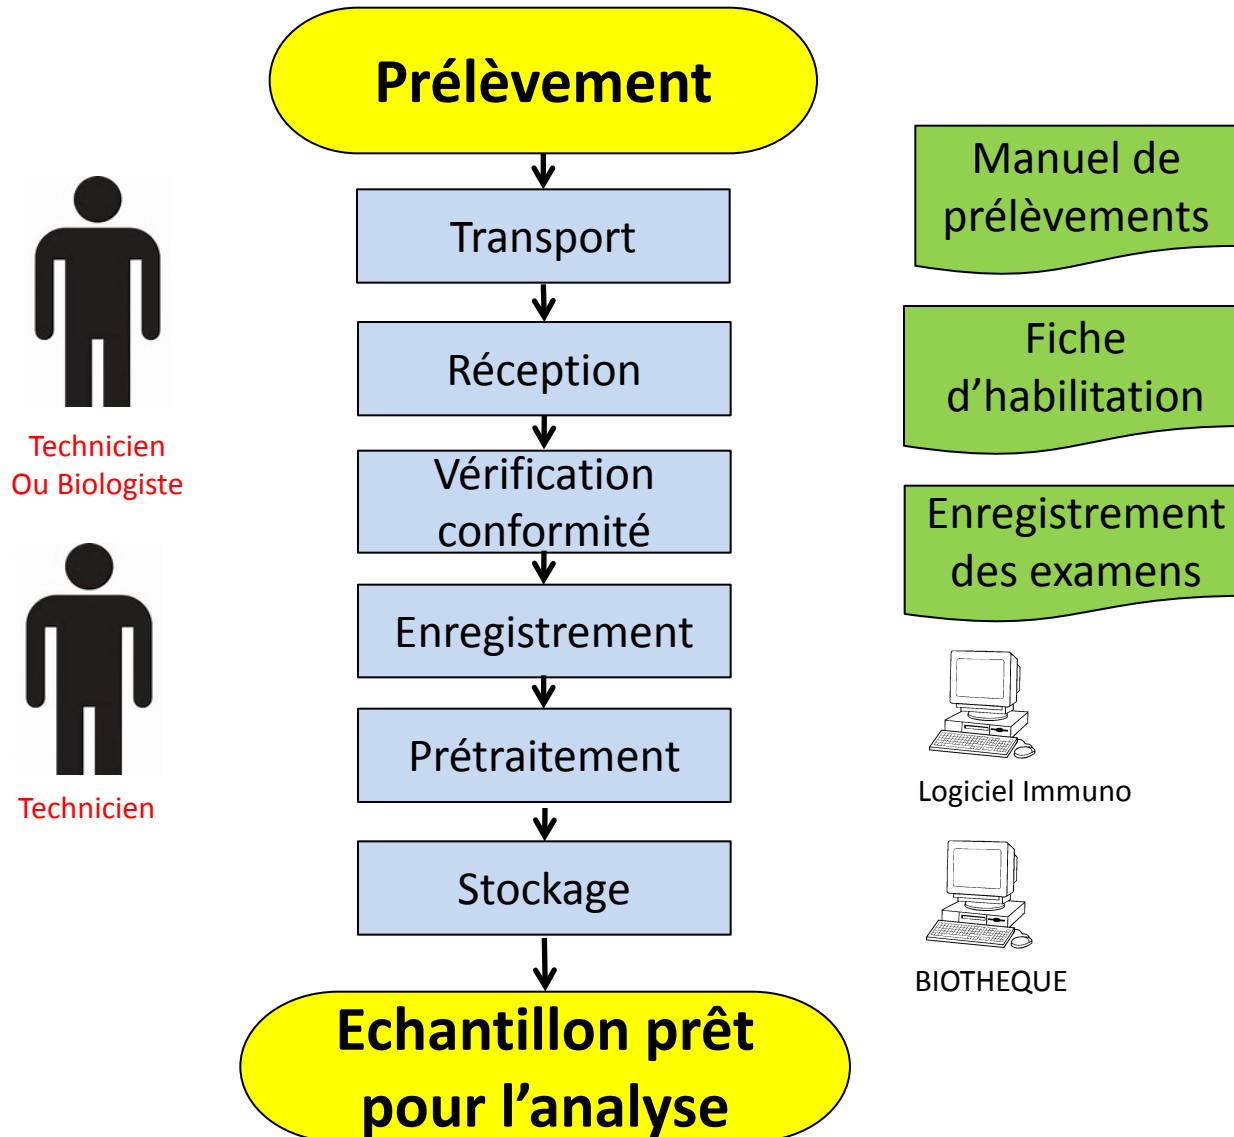 Prélèvement
Transport
Réception
Vérification
conformité
Enregistrement
Prétraitement
Stockage
Echantillon prêt
pour l’analyse
Technicien
Ou Biologiste
Technicien
Manuel de
prélèvements
Fiche
d’habilitation
Enregistrement
des examens
Logiciel Immuno
BIOTHEQUE